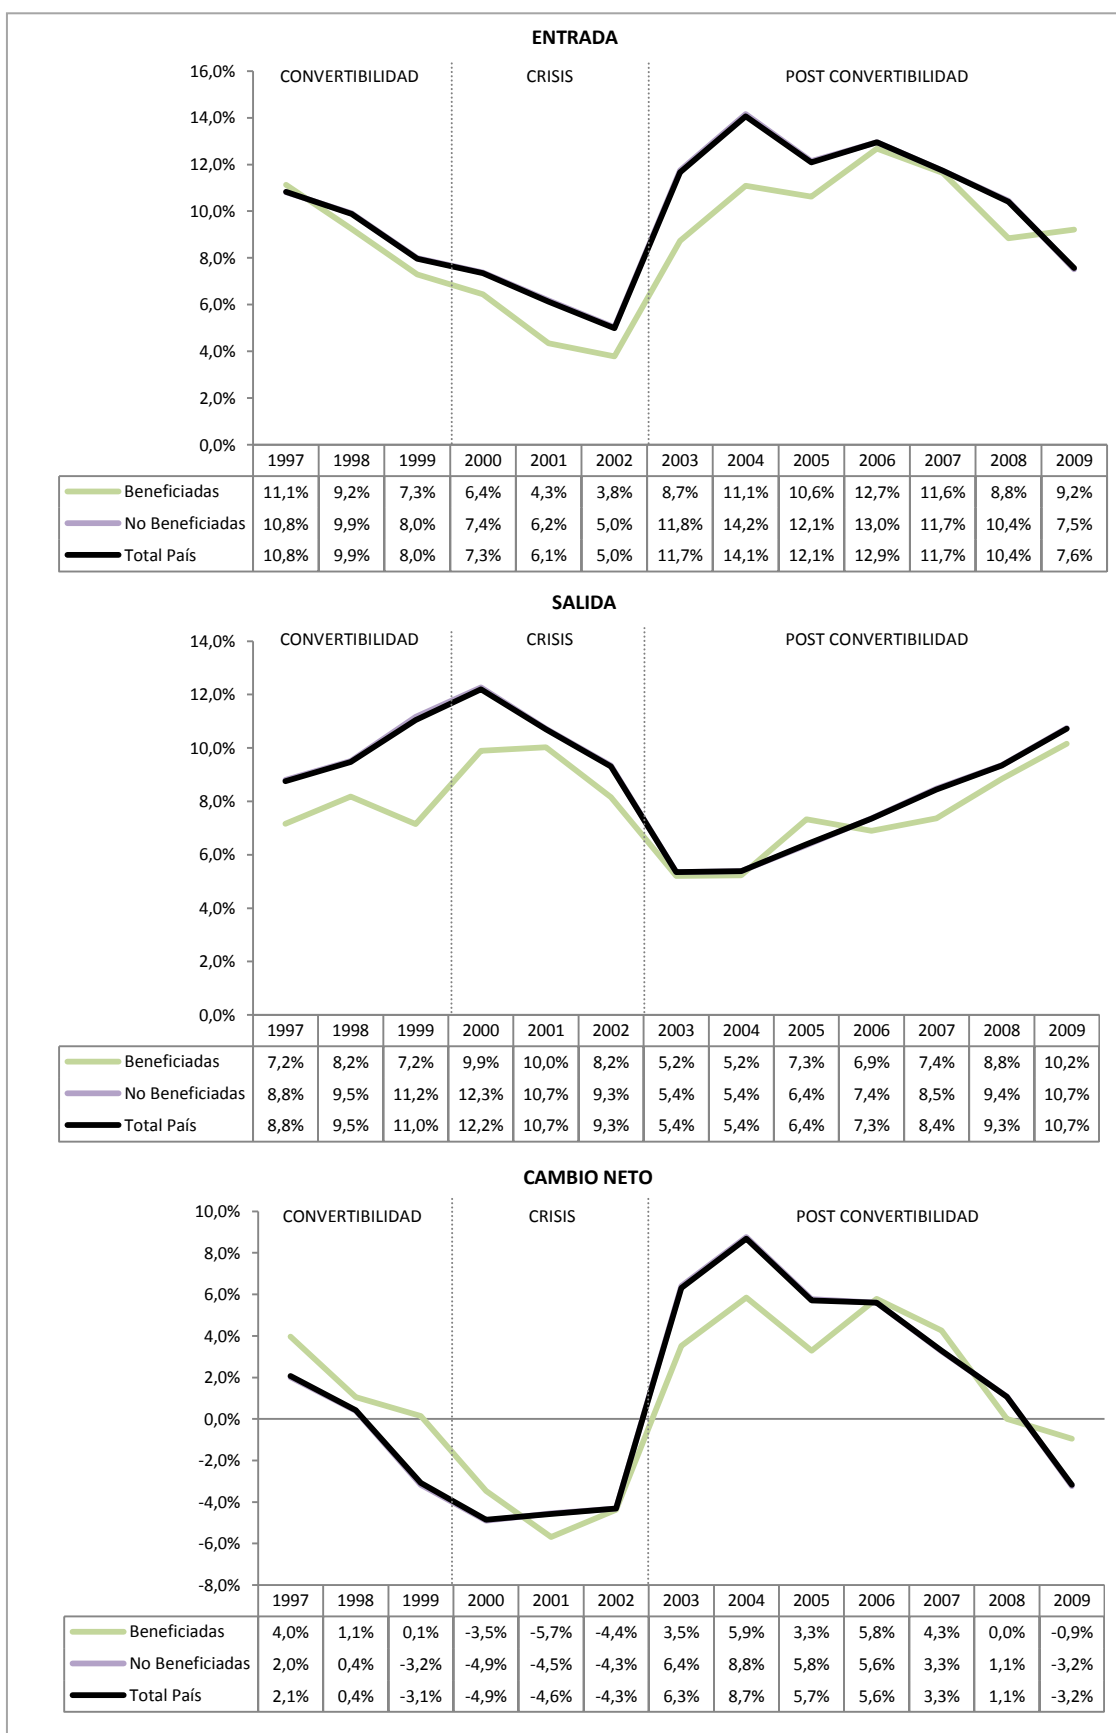 ENTRADA
CONVERTIBILIDAD CRISIS POST CONVERTIBILIDAD
16,0%
14,0%
12,0%
10,0%
8,0%
6,0%
4,0%
2,0%
0,0%
1997 1998 1999 2000 2001 2002 2003 2004 2005 2006 2007 2008 2009
Beneficiadas 11,1% 9,2% 7,3% 6,4% 4,3% 3,8% 8,7% 11,1% 10,6% 12,7% 11,6% 8,8% 9,2%
No Beneficiadas 10,8% 9,9% 8,0% 7,4% 6,2% 5,0% 11,8% 14,2% 12,1% 13,0% 11,7% 10,4% 7,5%
Total País 10,8% 9,9% 8,0% 7,3% 6,1% 5,0% 11,7% 14,1% 12,1% 12,9% 11,7% 10,4% 7,6%
SALIDA
CONVERTIBILIDAD CRISIS POST CONVERTIBILIDAD
14,0%
12,0%
10,0%
8,0%
6,0%
4,0%
2,0%
0,0%
1997 1998 1999 2000 2001 2002 2003 2004 2005 2006 2007 2008 2009
Beneficiadas 7,2% 8,2% 7,2% 9,9% 10,0% 8,2% 5,2% 5,2% 7,3% 6,9% 7,4% 8,8% 10,2%
No Beneficiadas 8,8% 9,5% 11,2% 12,3% 10,7% 9,3% 5,4% 5,4% 6,4% 7,4% 8,5% 9,4% 10,7%
Total País 8,8% 9,5% 11,0% 12,2% 10,7% 9,3% 5,4% 5,4% 6,4% 7,3% 8,4% 9,3% 10,7%
CAMBIO NETO
CONVERTIBILIDAD CRISIS POST CONVERTIBILIDAD
10,0%
8,0%
6,0%
4,0%
2,0%
0,0%
-2,0%
-4,0%
-6,0%
-8,0%
1997 1998 1999 2000 2001 2002 2003 2004 2005 2006 2007 2008 2009
Beneficiadas 4,0% 1,1% 0,1% -3,5% -5,7% -4,4% 3,5% 5,9% 3,3% 5,8% 4,3% 0,0% -0,9%
No Beneficiadas 2,0% 0,4% -3,2% -4,9% -4,5% -4,3% 6,4% 8,8% 5,8% 5,6% 3,3% 1,1% -3,2%
Total País 2,1% 0,4% -3,1% -4,9% -4,6% -4,3% 6,3% 8,7% 5,7% 5,6% 3,3% 1,1% -3,2%